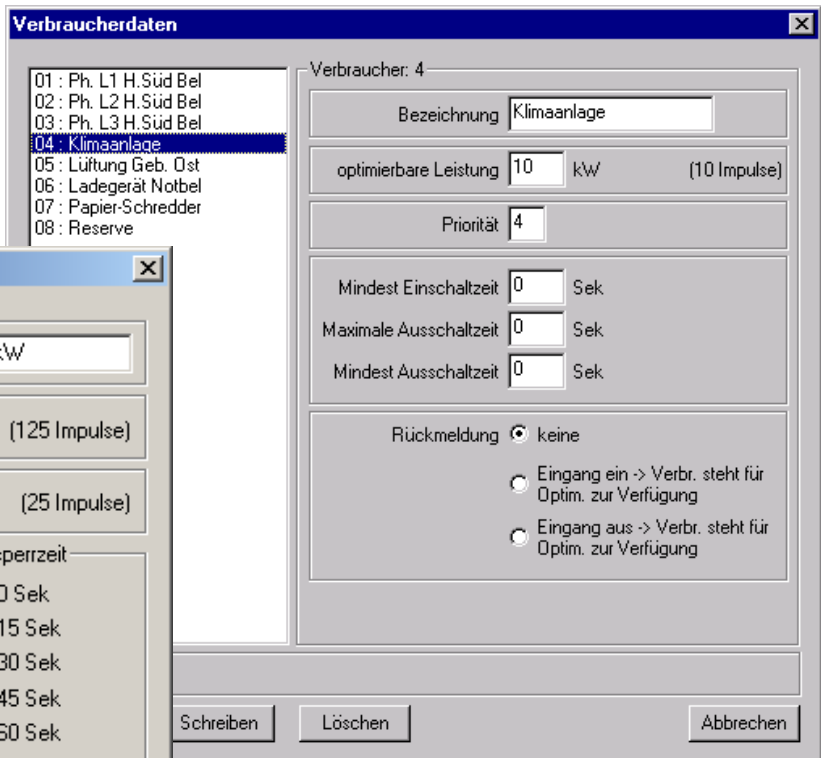 Verbraucherdaten
01 : Ph. L1 H.Süd Bel
02 : Ph. L2 H.Süd Bel
03 : Ph. L3 H.Süd Bel
04 : Klimaanlage
05 : Lüftung Geb. Ost
06 : Ladegerät Notbel
07 : Papier-Schredder
08 : Reserve
Verbraucher: 4
Bezeichnung Klimaanlage
optimierbare Leistung 10 kW (10 Impulse)
Priorität 4
Mindest Einschaltzeit 0 Sek
Maximale Ausschaltzeit 0 Sek
Mindest Ausschaltzeit 0 Sek
Rückmeldung keine
Eingang ein -> Verbr. steht für
Optim. zur Verfügung
Eingang aus -> Verbr. steht für
Optim. zur Verfügung
Schreiben Löschen Abbrechen
kW
(125 Impulse)
(25 Impulse)
perrzeit
0 Sek
15 Sek
30 Sek
45 Sek
60 Sek